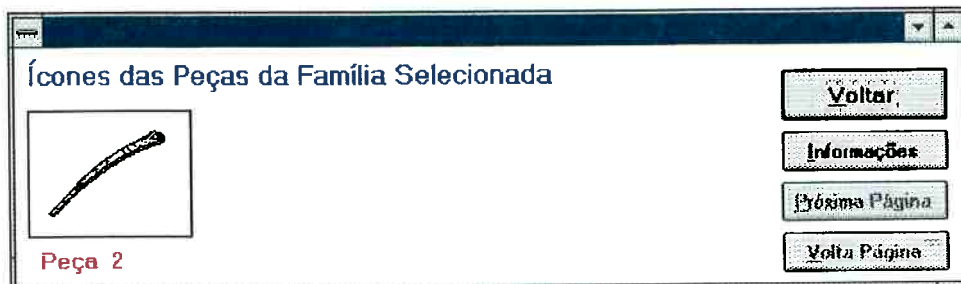 Ícones das Peças da Família Selecionada
Peça 2
Voltar
Informações
Próxima Página
Volta Página